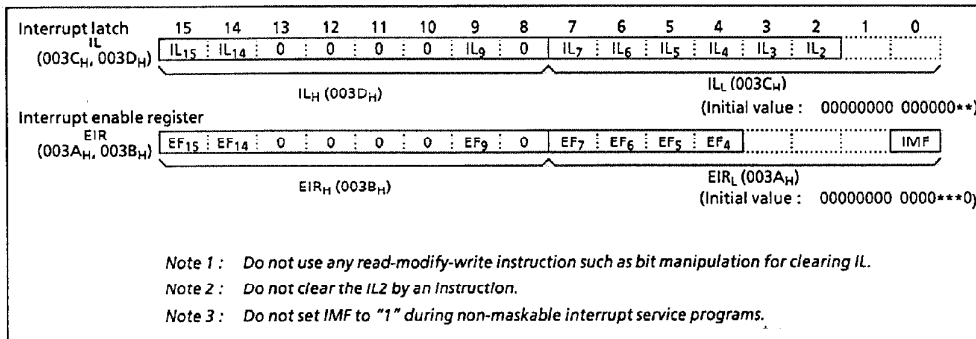 Interrupt latch 15 14 13 12 11 10 9 8 7 6 5 4 3 2 1 0
IL
(003CH, 003DH) IL15 IL14 0 0 0 0 IL9 0 IL7 IL6 IL5 IL4 IL3 IL2
ILH (003DH) ILL (003CH)
(Initial value : 00000000 000000**)
Interrupt enable register
EIR
(003AH, 003BH) EF15 EF14 0 0 0 0 EF9 0 EF7 EF6 EF5 EF4 IMF
EIRH (003BH) EIRL (003AH)
(Initial value : 00000000 0000***0)
Note 1 : Do not use any read-modify-write instruction such as bit manipulation for clearing IL.
Note 2 : Do not clear the IL2 by an instruction.
Note 3 : Do not set IMF to "1" during non-maskable interrupt service programs.